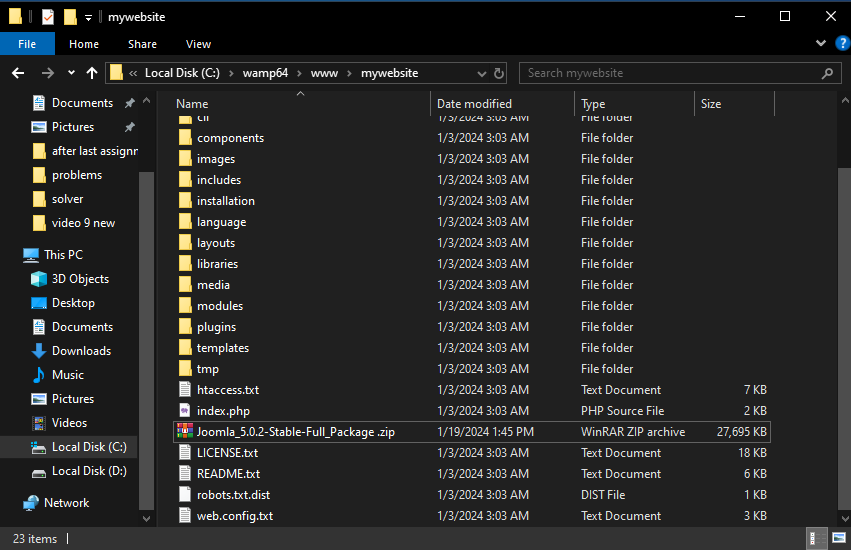 mywebsite
File Home Share View
« Local Disk (C:) > wamp64 > www > mywebsite
Search mywebsite
Documents
Pictures
after last assignm
problems
solver
video 9 new
This PC
3D Objects
Desktop
Documents
Downloads
Music
Pictures
Videos
Local Disk (C:)
Local Disk (D:)
Network
Name Date modified Type Size
cli 1/3/2024 3:03 AM File folder
components 1/3/2024 3:03 AM File folder
images 1/3/2024 3:03 AM File folder
includes 1/3/2024 3:03 AM File folder
installation 1/3/2024 3:03 AM File folder
language 1/3/2024 3:03 AM File folder
layouts 1/3/2024 3:03 AM File folder
libraries 1/3/2024 3:03 AM File folder
media 1/3/2024 3:03 AM File folder
modules 1/3/2024 3:03 AM File folder
plugins 1/3/2024 3:03 AM File folder
templates 1/3/2024 3:03 AM File folder
tmp 1/3/2024 3:03 AM File folder
htaccess.txt 1/3/2024 3:03 AM Text Document 7 KB
index.php 1/3/2024 3:03 AM PHP Source File 2 KB
Joomla_5.0.2-Stable-Full_Package .zip 1/19/2024 1:45 PM WinRAR ZIP archive 27,695 KB
LICENSE.txt 1/3/2024 3:03 AM Text Document 18 KB
README.txt 1/3/2024 3:03 AM Text Document 6 KB
robots.txt.dist 1/3/2024 3:03 AM DIST File 1 KB
web.config.txt 1/3/2024 3:03 AM Text Document 3 KB
23 items